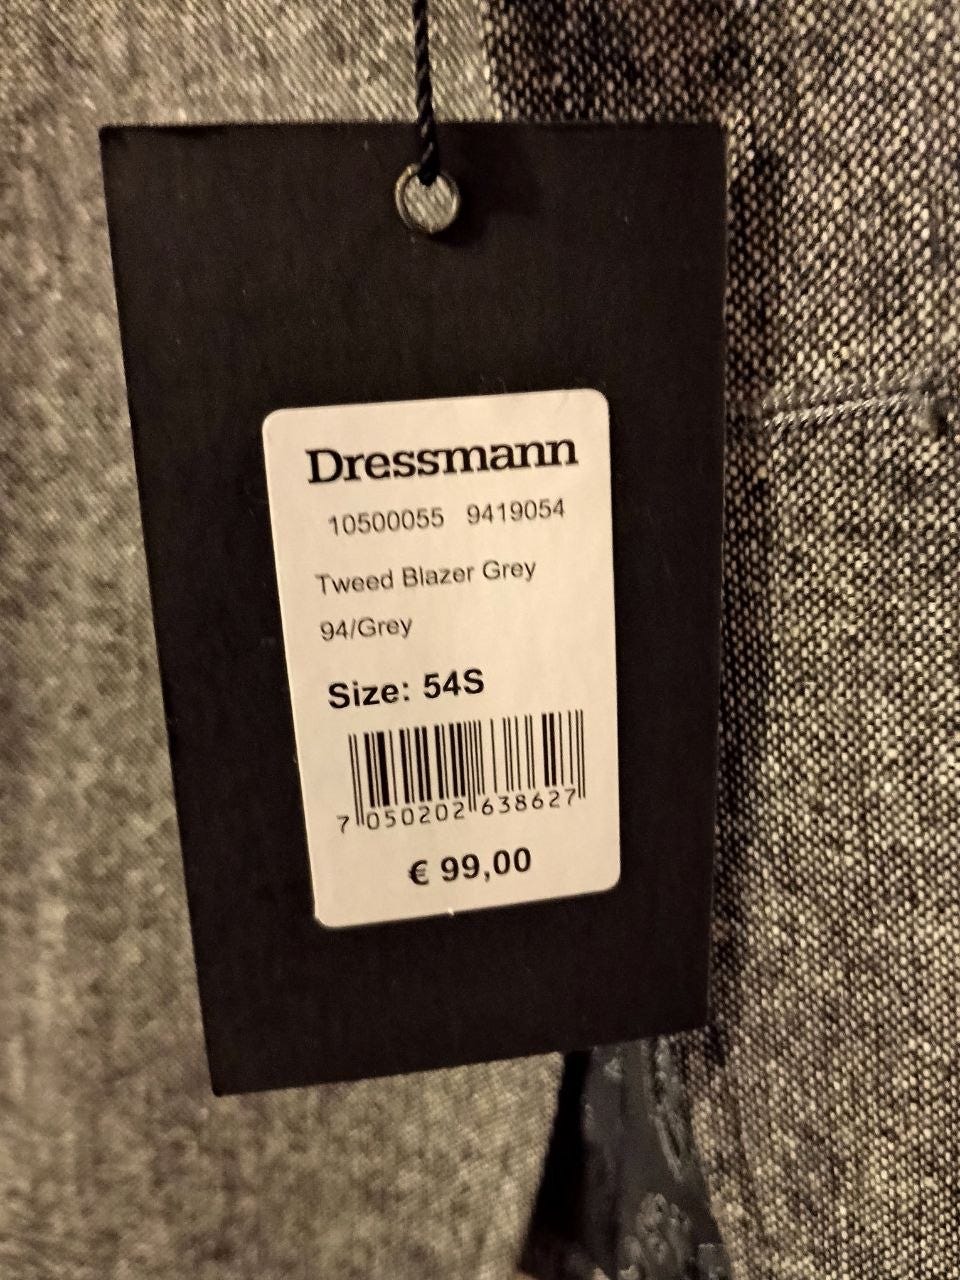 Dressmann
10500055 9419054
Tweed Blazer Grey
94/Grey
Size: 54S
7 050202 638627
€ 99,00